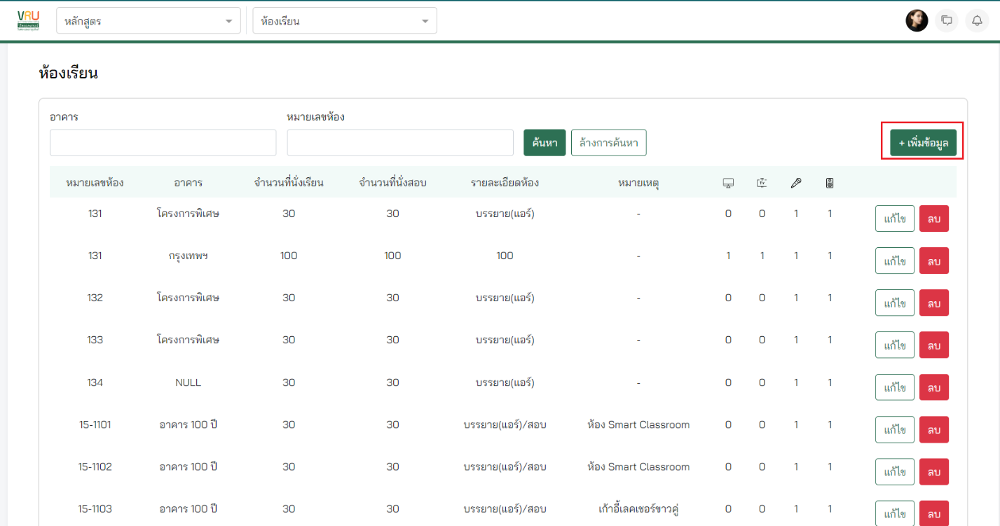 VRU
หลักสูตร
ห้องเรียน
ห้องเรียน
อาคาร หมายเลขห้อง
ค้นหา ล้างการค้นหา + เพิ่มข้อมูล
หมายเลขห้อง อาคาร จำนวนที่นั่งเรียน จำนวนที่นั่งสอบ รายละเอียดห้อง หมายเหตุ TV
131 โครงการพิเศษ 30 30 บรรยาย(แอร์) - 0 0 1 1 แก้ไข ลบ
131 กรุงเทพฯ 100 100 100 - 1 1 1 1 แก้ไข ลบ
132 โครงการพิเศษ 30 30 บรรยาย(แอร์) - 0 0 1 1 แก้ไข ลบ
133 โครงการพิเศษ 30 30 บรรยาย(แอร์) - 0 0 1 1 แก้ไข ลบ
134 NULL 30 30 บรรยาย(แอร์) - 0 0 1 1 แก้ไข ลบ
15-1101 อาคาร 100 ปี 30 30 บรรยาย(แอร์)/สอบ ห้อง Smart Classroom 0 0 1 1 แก้ไข ลบ
15-1102 อาคาร 100 ปี 30 30 บรรยาย(แอร์)/สอบ ห้อง Smart Classroom 0 0 1 1 แก้ไข ลบ
15-1103 อาคาร 100 ปี 30 30 บรรยาย(แอร์)/สอบ เก้าอี้เลคเชอร์ขาวคู่ 0 0 1 1 แก้ไข ลบ